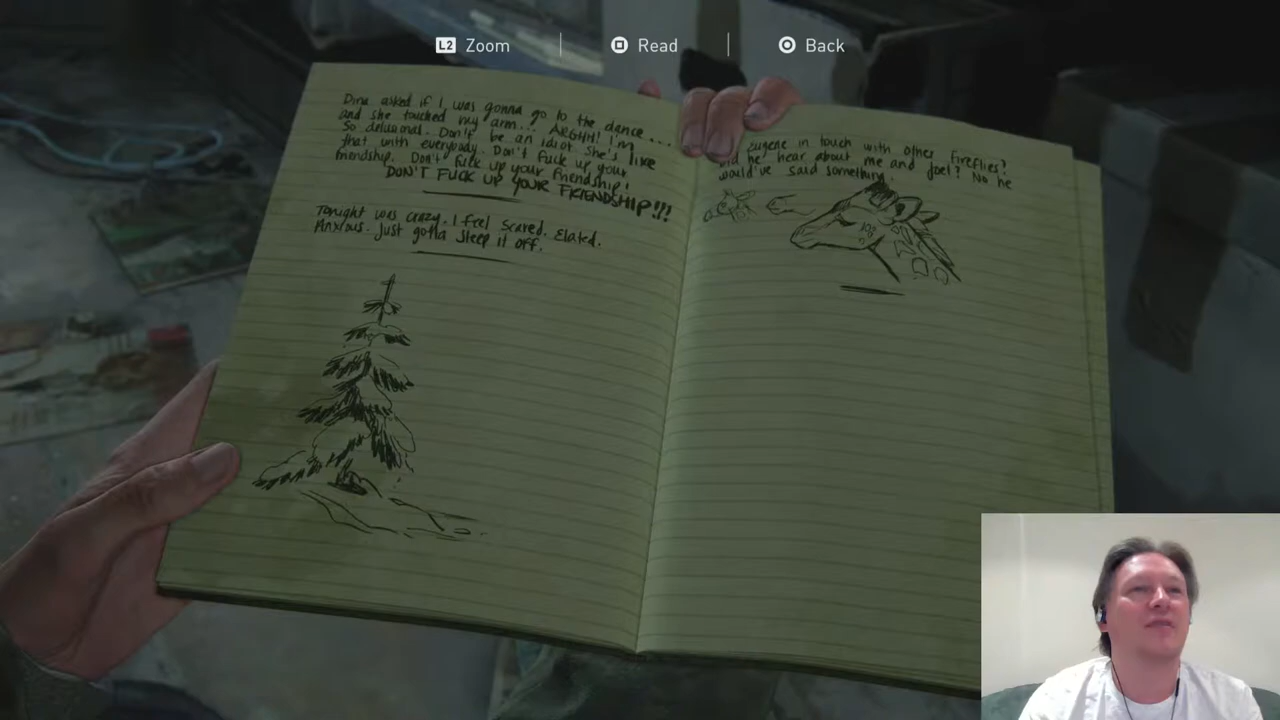 L2 Zoom
Read
Back
Dina asked if I was gonna go to the dance....
and she touched my arm... ARGHH! I'm
So delusional. Don't be an idiot. She's like
that with everybody. Don't fuck up your
friendship. Don't fuck up your friendship!
DON'T FUCK UP YOUR FRIENDSHIP!!!
Tonight was crazy. I feel scared. Elated.
Anxious. Just gotta sleep it off.
Eugene in touch with other Fireflies?
Did he hear about me and Joel? No he
would've said something.